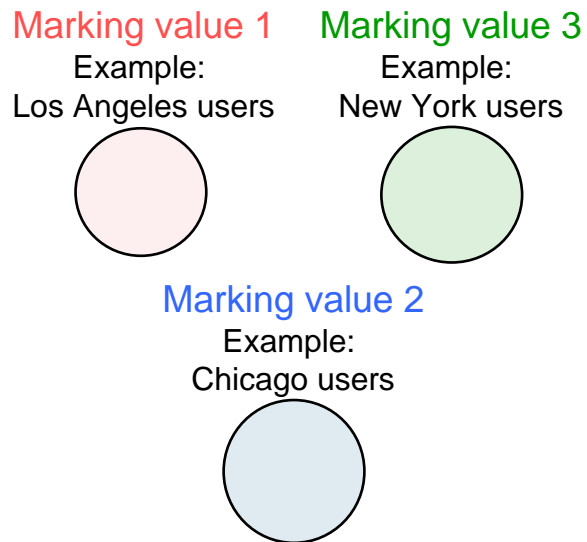 Marking value 1
Example:
Los Angeles users
Marking value 3
Example:
New York users
Marking value 2
Example:
Chicago users